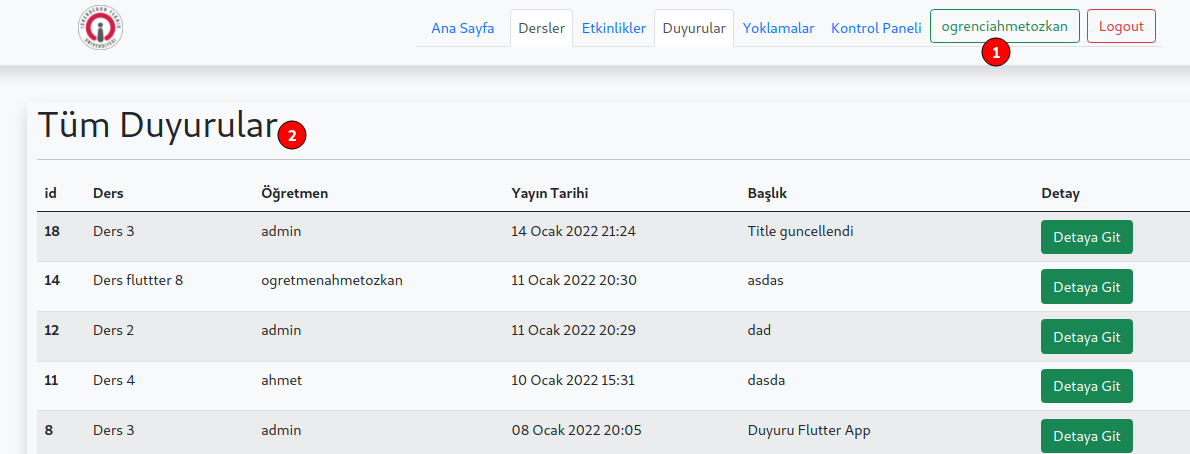 Ana Sayfa Dersler Etkinlikler Duyurular Yoklamalar Kontrol Paneli ogrenciahmetozkan Logout
1
Tüm Duyurular 2
id Ders Öğretmen Yayın Tarihi Başlık Detay
18 Ders 3 admin 14 Ocak 2022 21:24 Title guncellendi Detaya Git
14 Ders fluttter 8 ogretmenahmetozkan 11 Ocak 2022 20:30 asdas Detaya Git
12 Ders 2 admin 11 Ocak 2022 20:29 dad Detaya Git
11 Ders 4 ahmet 10 Ocak 2022 15:31 dasda Detaya Git
8 Ders 3 admin 08 Ocak 2022 20:05 Duyuru Flutter App Detaya Git